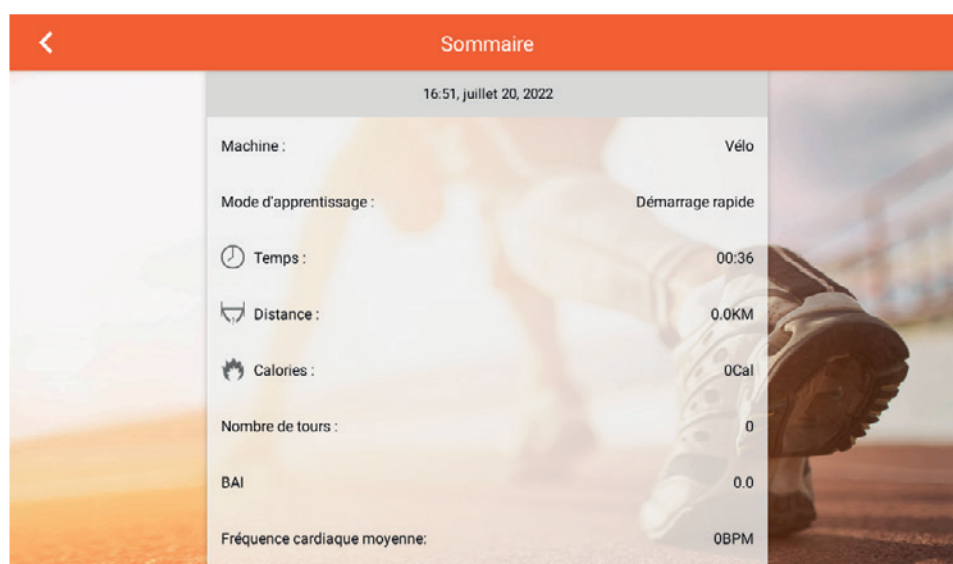 Sommaire
16:51, juillet 20, 2022
Machine : Vélo
Mode d'apprentissage : Démarrage rapide
Temps : 00:36
Distance : 0.0KM
Calories : 0Cal
Nombre de tours : 0
BAI 0.0
Fréquence cardiaque moyenne: 0BPM